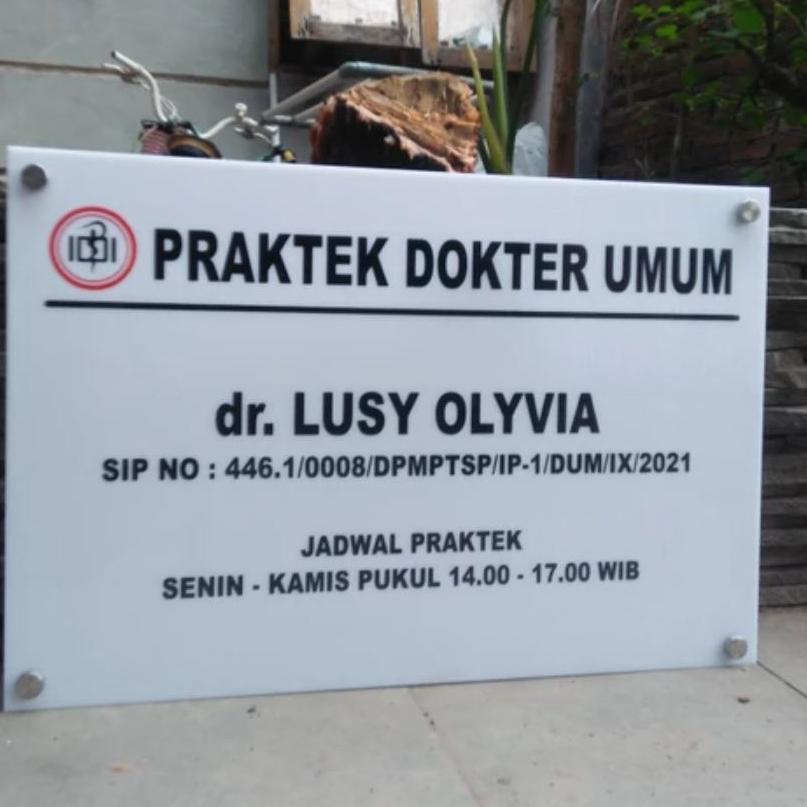 IDI
PRAKTEK DOKTER UMUM
dr. LUSY OLYVIA
SIP NO : 446.1/0008/DPMPTSP/IP-1/DUM/IX/2021
JADWAL PRAKTEK
SENIN - KAMIS PUKUL 14.00 - 17.00 WIB